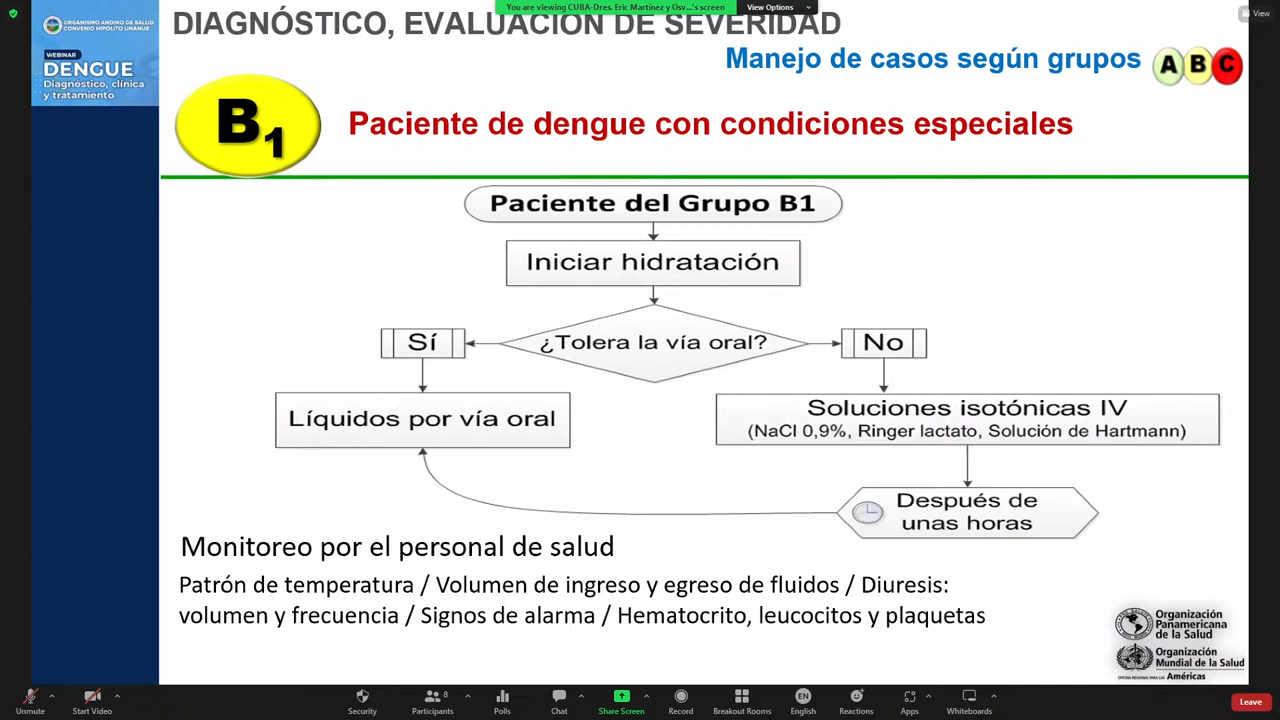 You are viewing CUBA-Dres. Eric Martinez y Osv..'s screen
View Options
View
ORGANISMO ANDINO DE SALUD
CONVENIO HIPÓLITO UNANUE
WEBINAR
DENGUE
Diagnóstico, clínica
y tratamiento
DIAGNÓSTICO, EVALUACIÓN DE SEVERIDAD
Manejo de casos según grupos
A B C
B1
Paciente de dengue con condiciones especiales
Paciente del Grupo B1
Iniciar hidratación
¿Tolera la vía oral?
Sí
No
Líquidos por vía oral
Soluciones isotónicas IV
(NaCl 0,9%, Ringer lactato, Solución de Hartmann)
Después de
unas horas
Monitoreo por el personal de salud
Patrón de temperatura / Volumen de ingreso y egreso de fluidos / Diuresis:
volumen y frecuencia / Signos de alarma / Hematocrito, leucocitos y plaquetas
Organización
Panamericana
de la Salud
Organización
Mundial de la Salud
OFICINA REGIONAL PARA LAS Américas
Unmute
Start Video
Security
Participants
8
Polls
Chat
Share Screen
Record
Breakout Rooms
EN
English
Reactions
Apps
Whiteboards
Leave